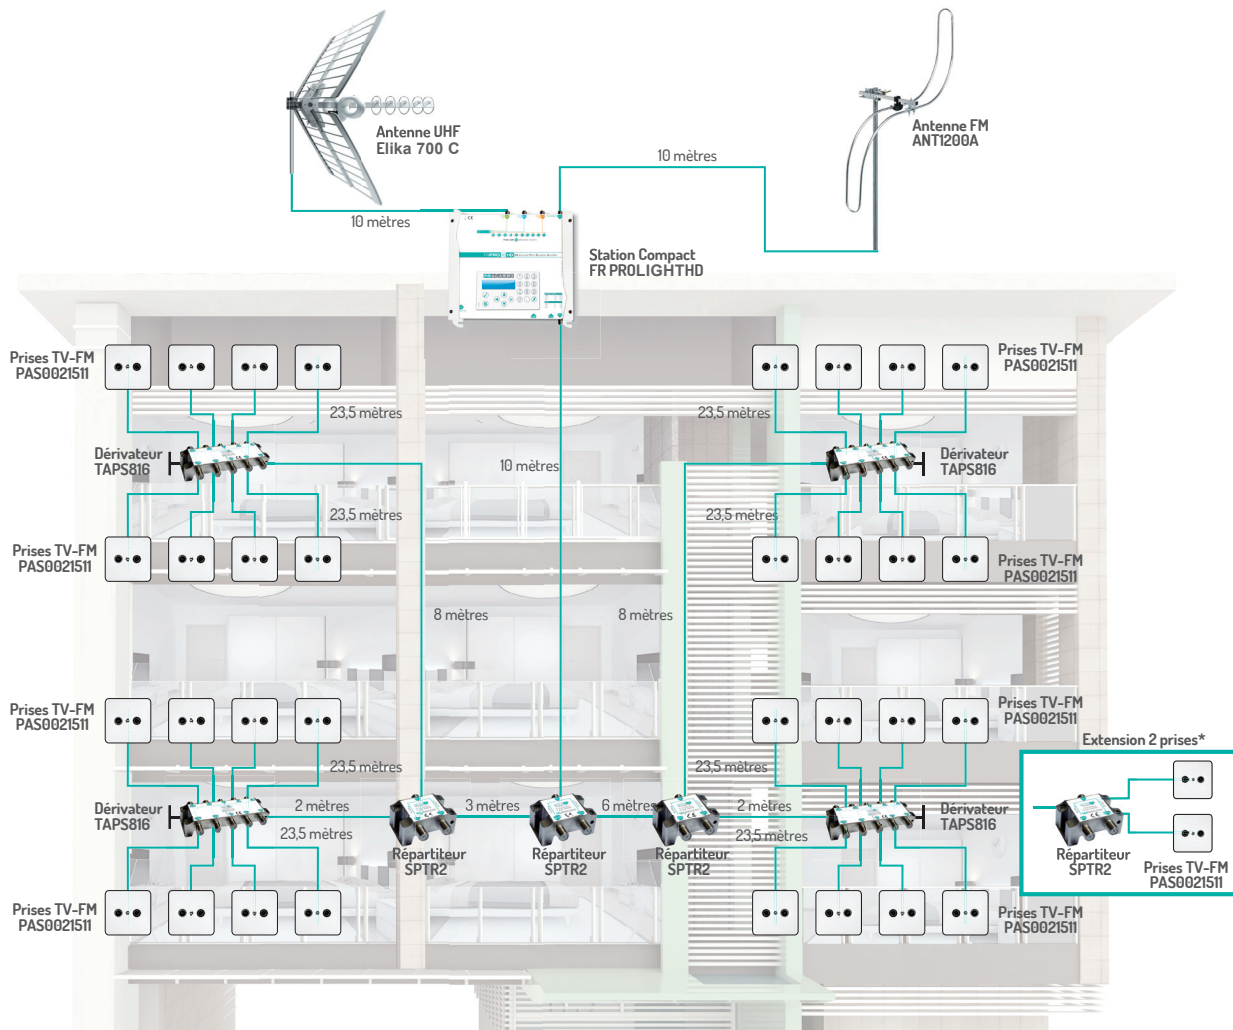 Antenne UHF
Elika 700 C
Antenne FM
ANT1200A
10 mètres
10 mètres
Station Compact
FR PROLIGHTHD
Prises TV-FM
PAS0021511
Prises TV-FM
PAS0021511
23,5 mètres
23,5 mètres
Dérivateur
TAPS816
10 mètres
Dérivateur
TAPS816
23,5 mètres
23,5 mètres
Prises TV-FM
PAS0021511
Prises TV-FM
PAS0021511
8 mètres
8 mètres
Prises TV-FM
PAS0021511
Prises TV-FM
PAS0021511
Extension 2 prises*
23,5 mètres
23,5 mètres
Dérivateur
TAPS816
2 mètres
3 mètres
6 mètres
2 mètres
Dérivateur
TAPS816
23,5 mètres
23,5 mètres
Répartiteur
SPTR2
Répartiteur
SPTR2
Répartiteur
SPTR2
Répartiteur
SPTR2
Prises TV-FM
PAS0021511
Prises TV-FM
PAS0021511
Prises TV-FM
PAS0021511